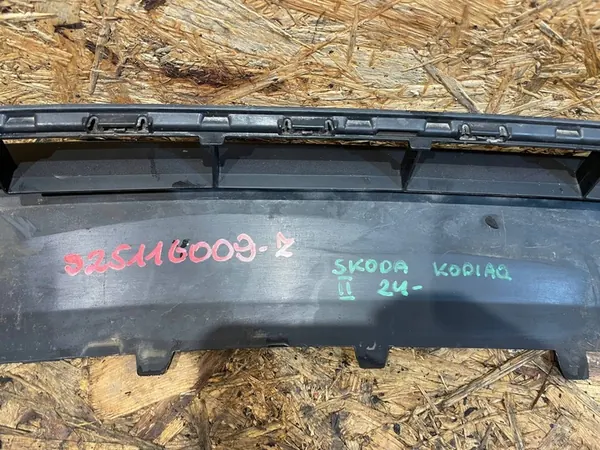 925116009-Z
SKODA KODIAQ
II 24-